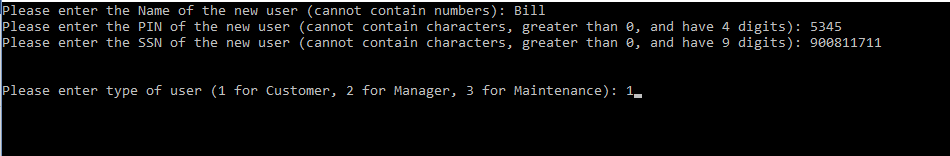 Please enter the Name of the new user (cannot contain numbers): Bill
Please enter the PIN of the new user (cannot contain characters, greater than 0, and have 4 digits): 5345
Please enter the SSN of the new user (cannot contain characters, greater than 0, and have 9 digits): 900811711
Please enter type of user (1 for Customer, 2 for Manager, 3 for Maintenance): 1